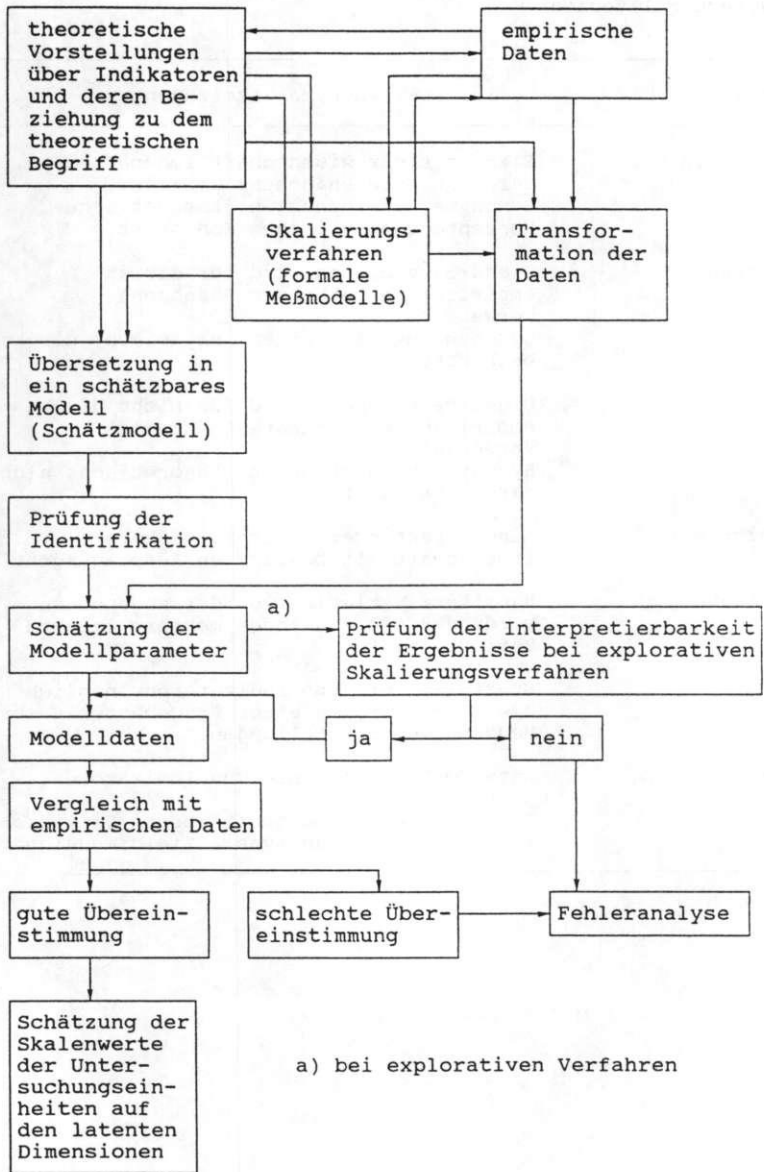 theoretische
Vorstellungen
über Indikatoren
und deren Be-
ziehung zu dem
theoretischen
Begriff
empirische
Daten
Skalierungs-
verfahren
(formale
Meßmodelle)
Transfor-
mation der
Daten
Übersetzung in
ein schätzbares
Modell
(Schätzmodell)
Prüfung der
Identifikation
a)
Schätzung der
Modellparameter
Prüfung der Interpretierbarkeit
der Ergebnisse bei explorativen
Skalierungsverfahren
Modelldaten
ja
nein
Vergleich mit
empirischen Daten
gute Überein-
stimmung
schlechte Über-
einstimmung
Fehleranalyse
Schätzung der
Skalenwerte
der Unter-
suchungsein-
heiten auf
den latenten
Dimensionen
a) bei explorativen Verfahren